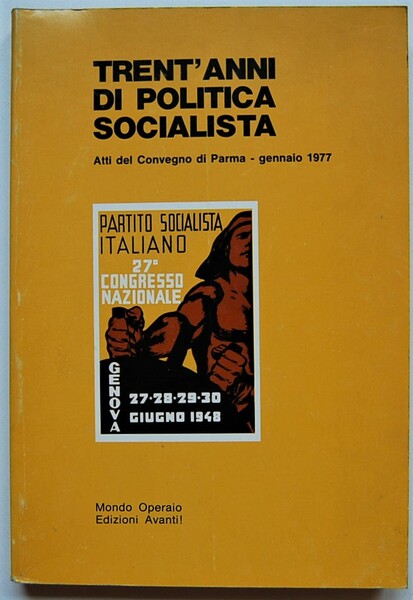 TRENT'ANNI
DI POLITICA
SOCIALISTA
Atti del Convegno di Parma - gennaio 1977
PARTITO SOCIALISTA
ITALIANO
27°
CONGRESSO
NAZIONALE
GENOVA
27-28-29-30
GIUGNO 1948
Mondo Operaio
Edizioni Avanti!